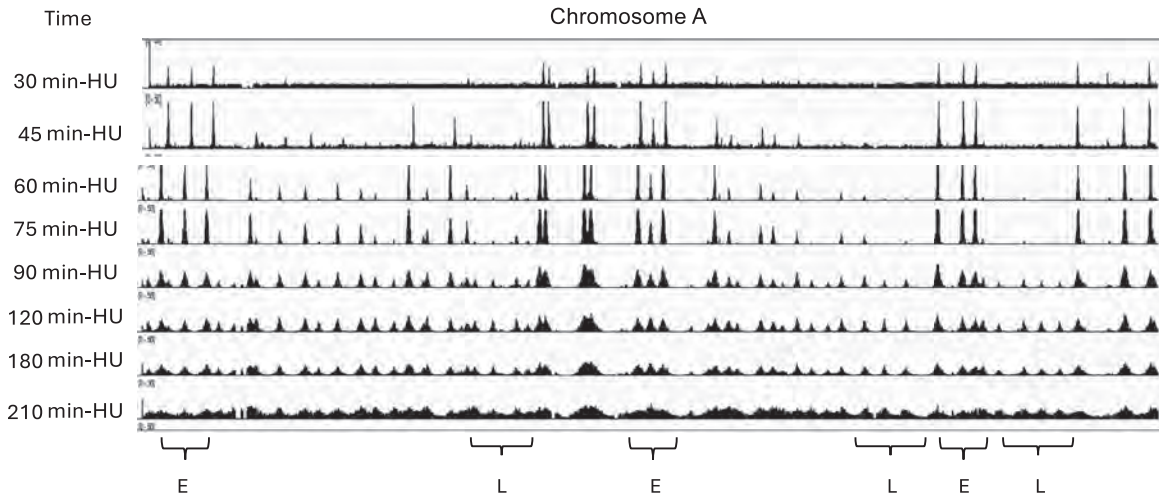 Time
Chromosome A
30 min-HU
45 min-HU
60 min-HU
75 min-HU
90 min-HU
120 min-HU
180 min-HU
210 min-HU
E L E L E L